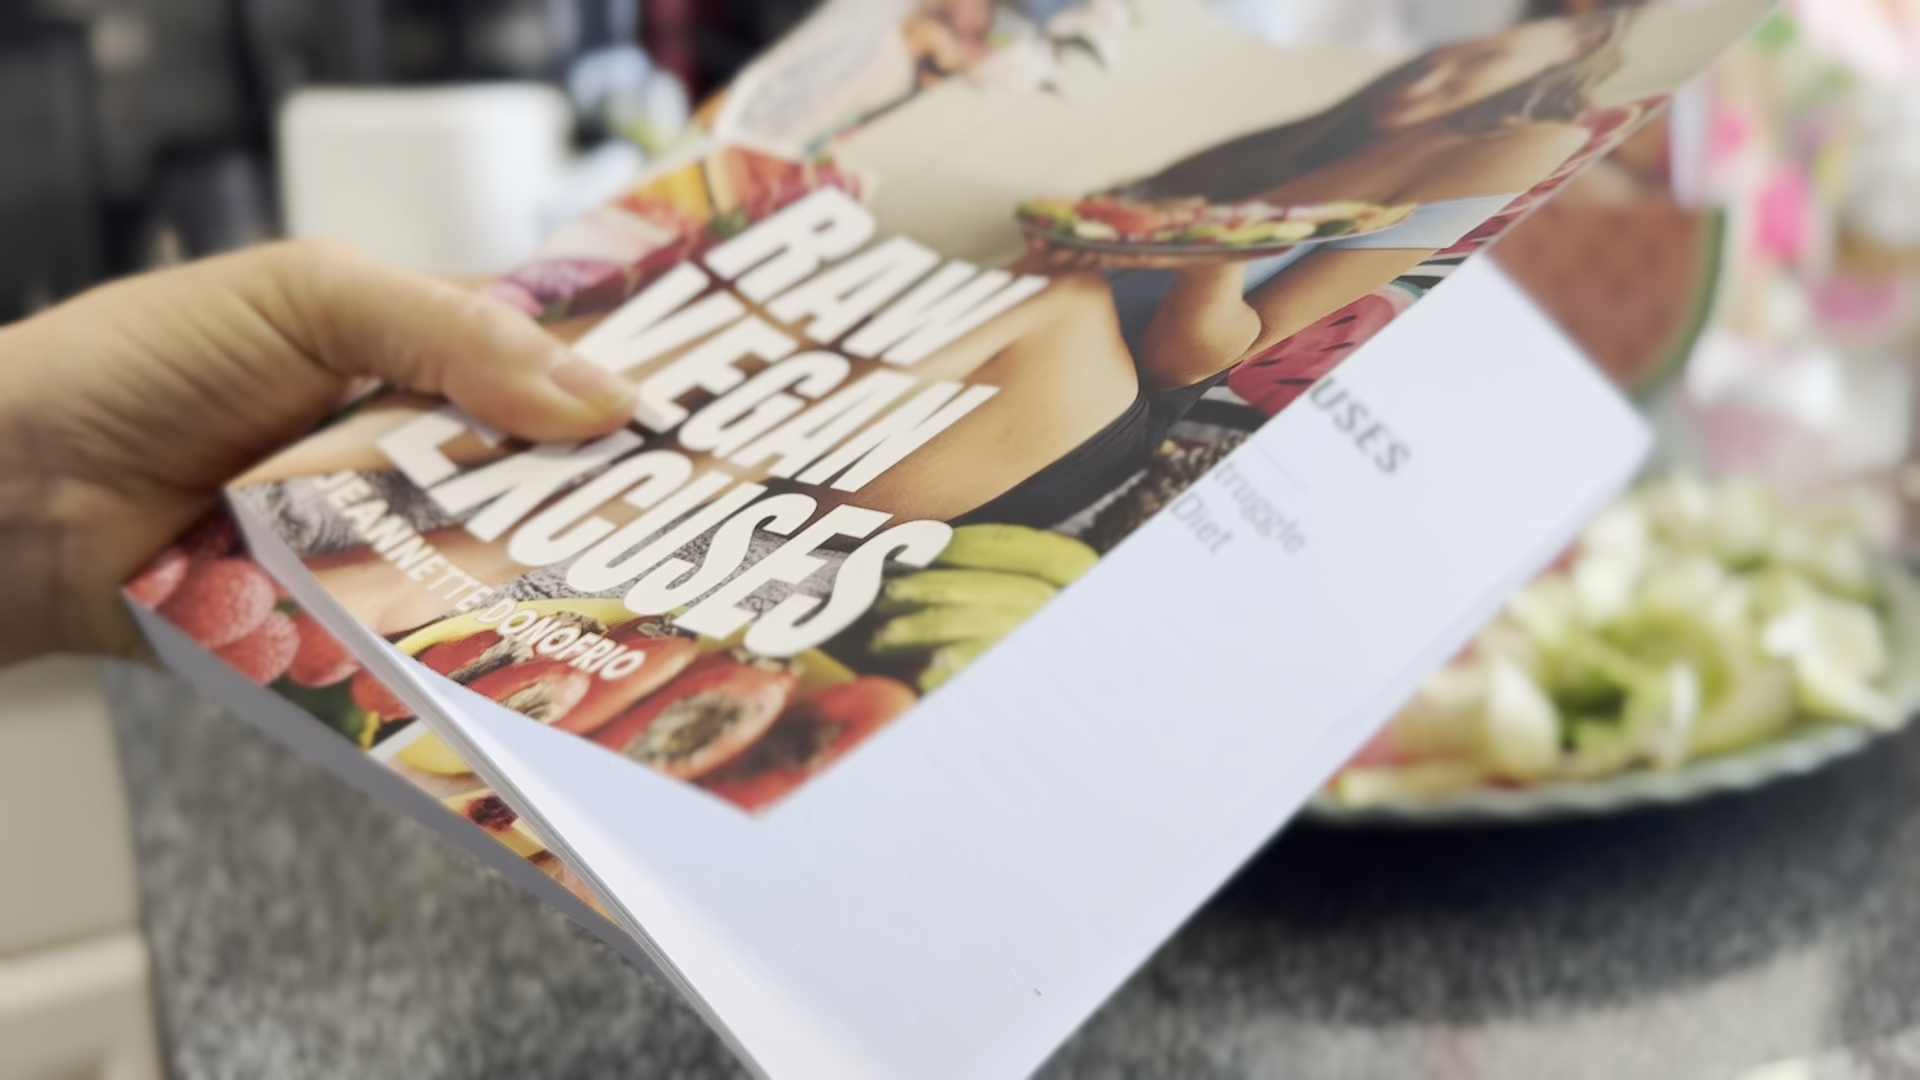 RAW
VEGAN
EXCUSES
JEANNETTE DONOFRIO
USES
truggle
Diet